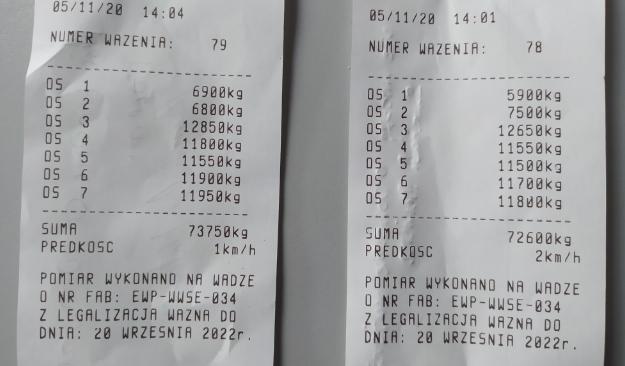 05/11/20 14:04
NUMER WAZENIA: 79
OS 1 6900kg
OS 2 6800kg
OS 3 12850kg
OS 4 11800kg
OS 5 11550kg
OS 6 11900kg
OS 7 11950kg
SUMA 73750kg
PREDKOSC 1km/h
POMIAR WYKONANO NA WADZE
O NR FAB: EWP-WWSE-034
Z LEGALIZACJA WAZNA DO
DNIA: 20 WRZESNIA 2022r.
05/11/20 14:01
NUMER WAZENIA: 78
OS 1 5900kg
OS 2 7500kg
OS 3 12650kg
OS 4 11550kg
OS 5 11500kg
OS 6 11700kg
OS 7 11800kg
SUMA 72600kg
PREDKOSC 2km/h
POMIAR WYKONANO NA WADZE
O NR FAB: EWP-WWSE-034
Z LEGALIZACJA WAZNA DO
DNIA: 20 WRZESNIA 2022r.